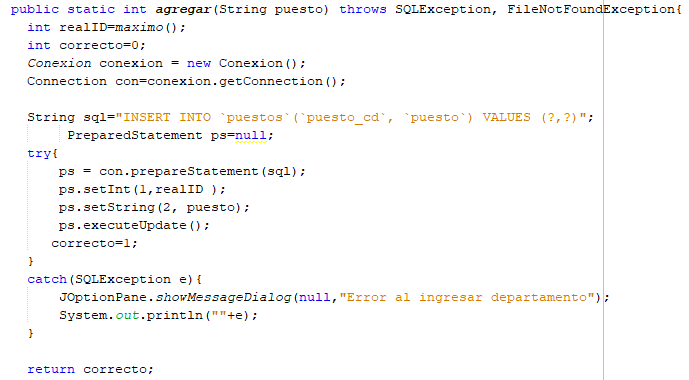 public static int agregar(String puesto) throws SQLException, FileNotFoundException{
int realID=maximo();
int correcto=0;
Conexion conexion = new Conexion();
Connection con=conexion.getConnection();
String sql="INSERT INTO `puestos`(`puesto_cd`, `puesto`) VALUES (?,?)";
PreparedStatement ps=null;
try{
ps = con.prepareStatement(sql);
ps.setInt(1,realID );
ps.setString(2, puesto);
ps.executeUpdate();
correcto=1;
}
catch(SQLException e){
JOptionPane.showMessageDialog(null,"Error al ingresar departamento");
System.out.println(""+e);
}
return correcto;